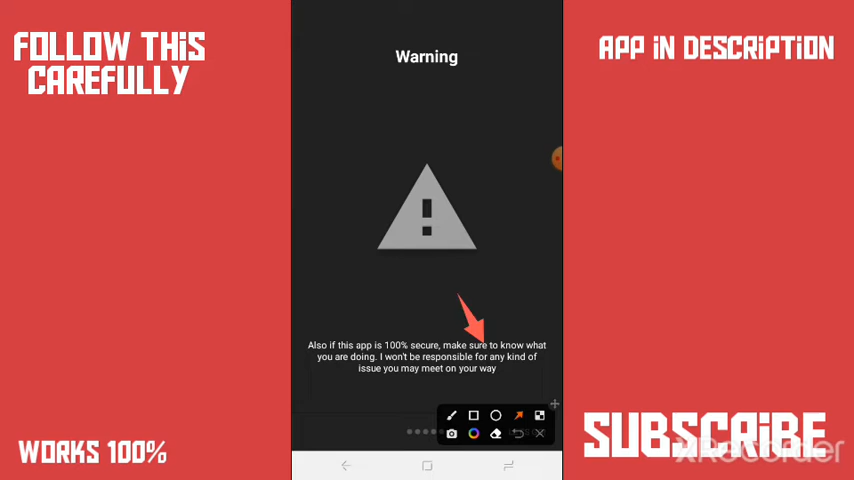 FOLLOW THIS
CAREFULLY
APP IN DESCRIPTION
Warning
Also if this app is 100% secure, make sure to know what
you are doing. I won't be responsible for any kind of
issue you may meet on your way
WORKS 100%
SUBSCRIBE
XRecorder